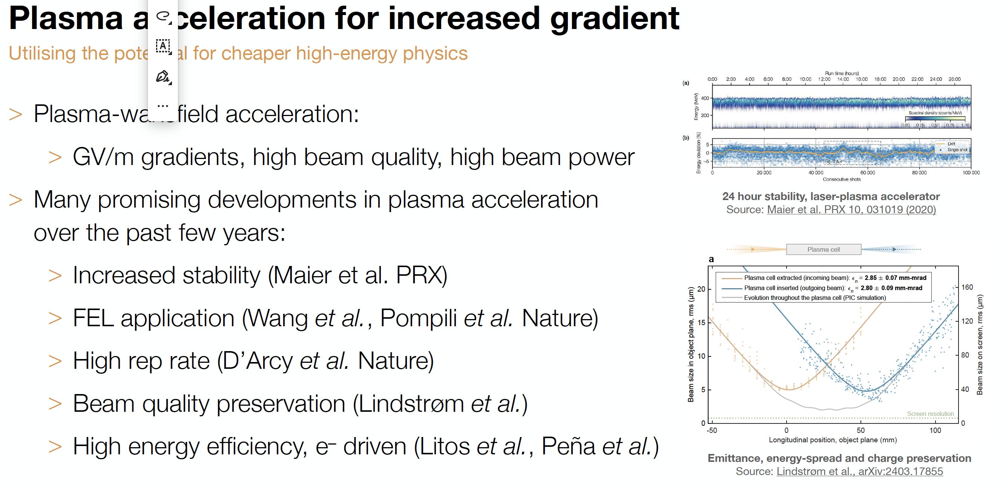 Plasma a celeration for increased gradient
Utilising the pote al for cheaper high-energy physics
> Plasma-wa field acceleration:
> GV/m gradients, high beam quality, high beam power
> Many promising developments in plasma acceleration
over the past few years:
> Increased stability (Maier et al. PRX)
> FEL application (Wang et al., Pompili et al. Nature)
> High rep rate (D’Arcy et al. Nature)
> Beam quality preservation (Lindstrøm et al.)
> High energy efficiency, e– driven (Litos et al., Peña et al.)
A
Run time (hours)
0:00 2:00 4:00 6:00 8:00 10:00 12:00 14:00 16:00 18:00 20:00 22:00 24:00 26:00
(a)
Energy (MeV)
400
200
Spectral density (counts/MeV)
0.00 0.25 0.50 0.75 1.00
(b)
Energy deviation (%)
5
0
−5
Drift
Single shot
Fig. 3 & 4
0 20 000 40 000 60 000 80 000 100 000
Consecutive shots
24 hour stability, laser-plasma accelerator
Source: Maier et al. PRX 10, 031019 (2020)
Plasma cell
a
Plasma cell extracted (incoming beam): ϵn = 2.85 ± 0.07 mm-mrad
Plasma cell inserted (outgoing beam): ϵn = 2.80 ± 0.09 mm-mrad
Evolution throughout the plasma cell (PIC simulation)
Beam size in object plane, rms (μm)
20
15
10
5
0
Beam size on screen, rms (μm)
160
120
80
40
0
Screen resolution
-50 0 50 100
Longitudinal position, object plane (mm)
Emittance, energy-spread and charge preservation
Source: Lindstrøm et al., arXiv:2403.17855